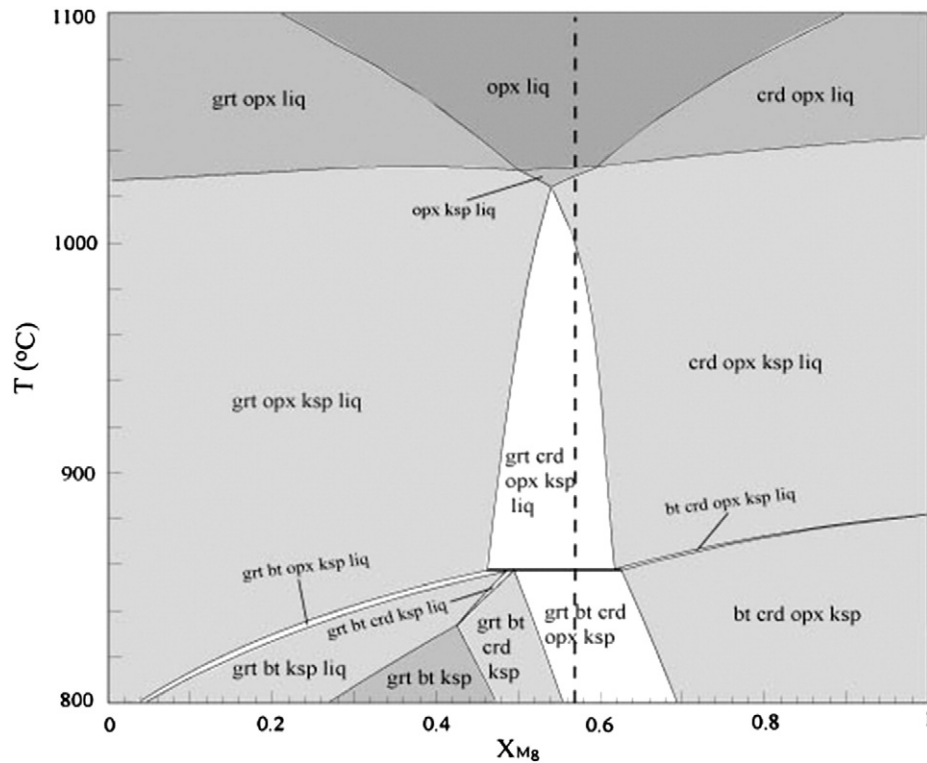 1100
opx liq
grt opx liq
crd opx liq
opx ksp liq
1000
T (°C)
crd opx ksp liq
grt opx ksp liq
grt crd
opx ksp
liq
900
bt crd opx ksp liq
grt bt opx ksp liq
grt bt crd ksp liq
grt bt crd
opx ksp
bt crd opx ksp
grt bt
crd
ksp
grt bt ksp liq
grt bt ksp
800
0
0.2
0.4
0.6
0.8
XMg